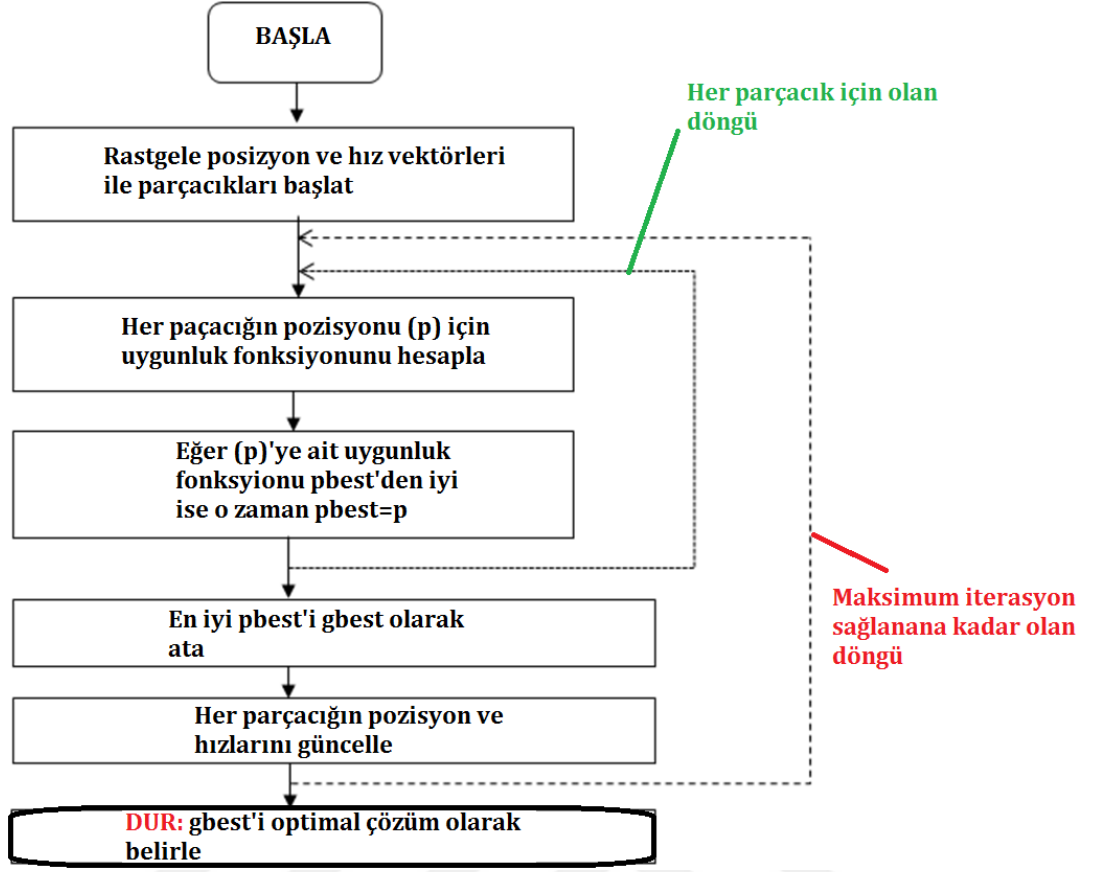 BAŞLA
Her parçacık için olan
döngü
Rastgele posizyon ve hız vektörleri
ile parçacıkları başlat
Her paçacığın pozisyonu (p) için
uygunluk fonksiyonunu hesapla
Eğer (p)'ye ait uygunluk
fonksyionu pbest'den iyi
ise o zaman pbest=p
En iyi pbest'i gbest olarak
ata
Maksimum iterasyon
sağlanana kadar olan
döngü
Her parçacığın pozisyon ve
hızlarını güncelle
DUR: gbest'i optimal çözüm olarak
belirle